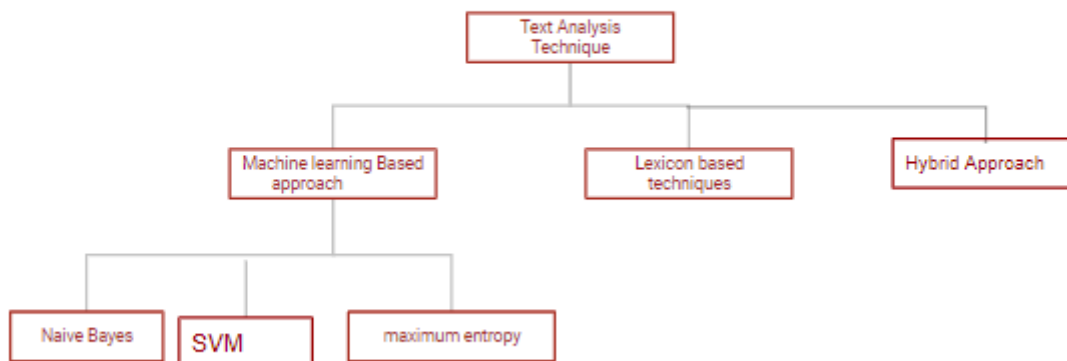 Text Analysis
Technique
Machine learning Based
approach
Lexicon based
techniques
Hybrid Approach
Naive Bayes
SVM
maximum entropy